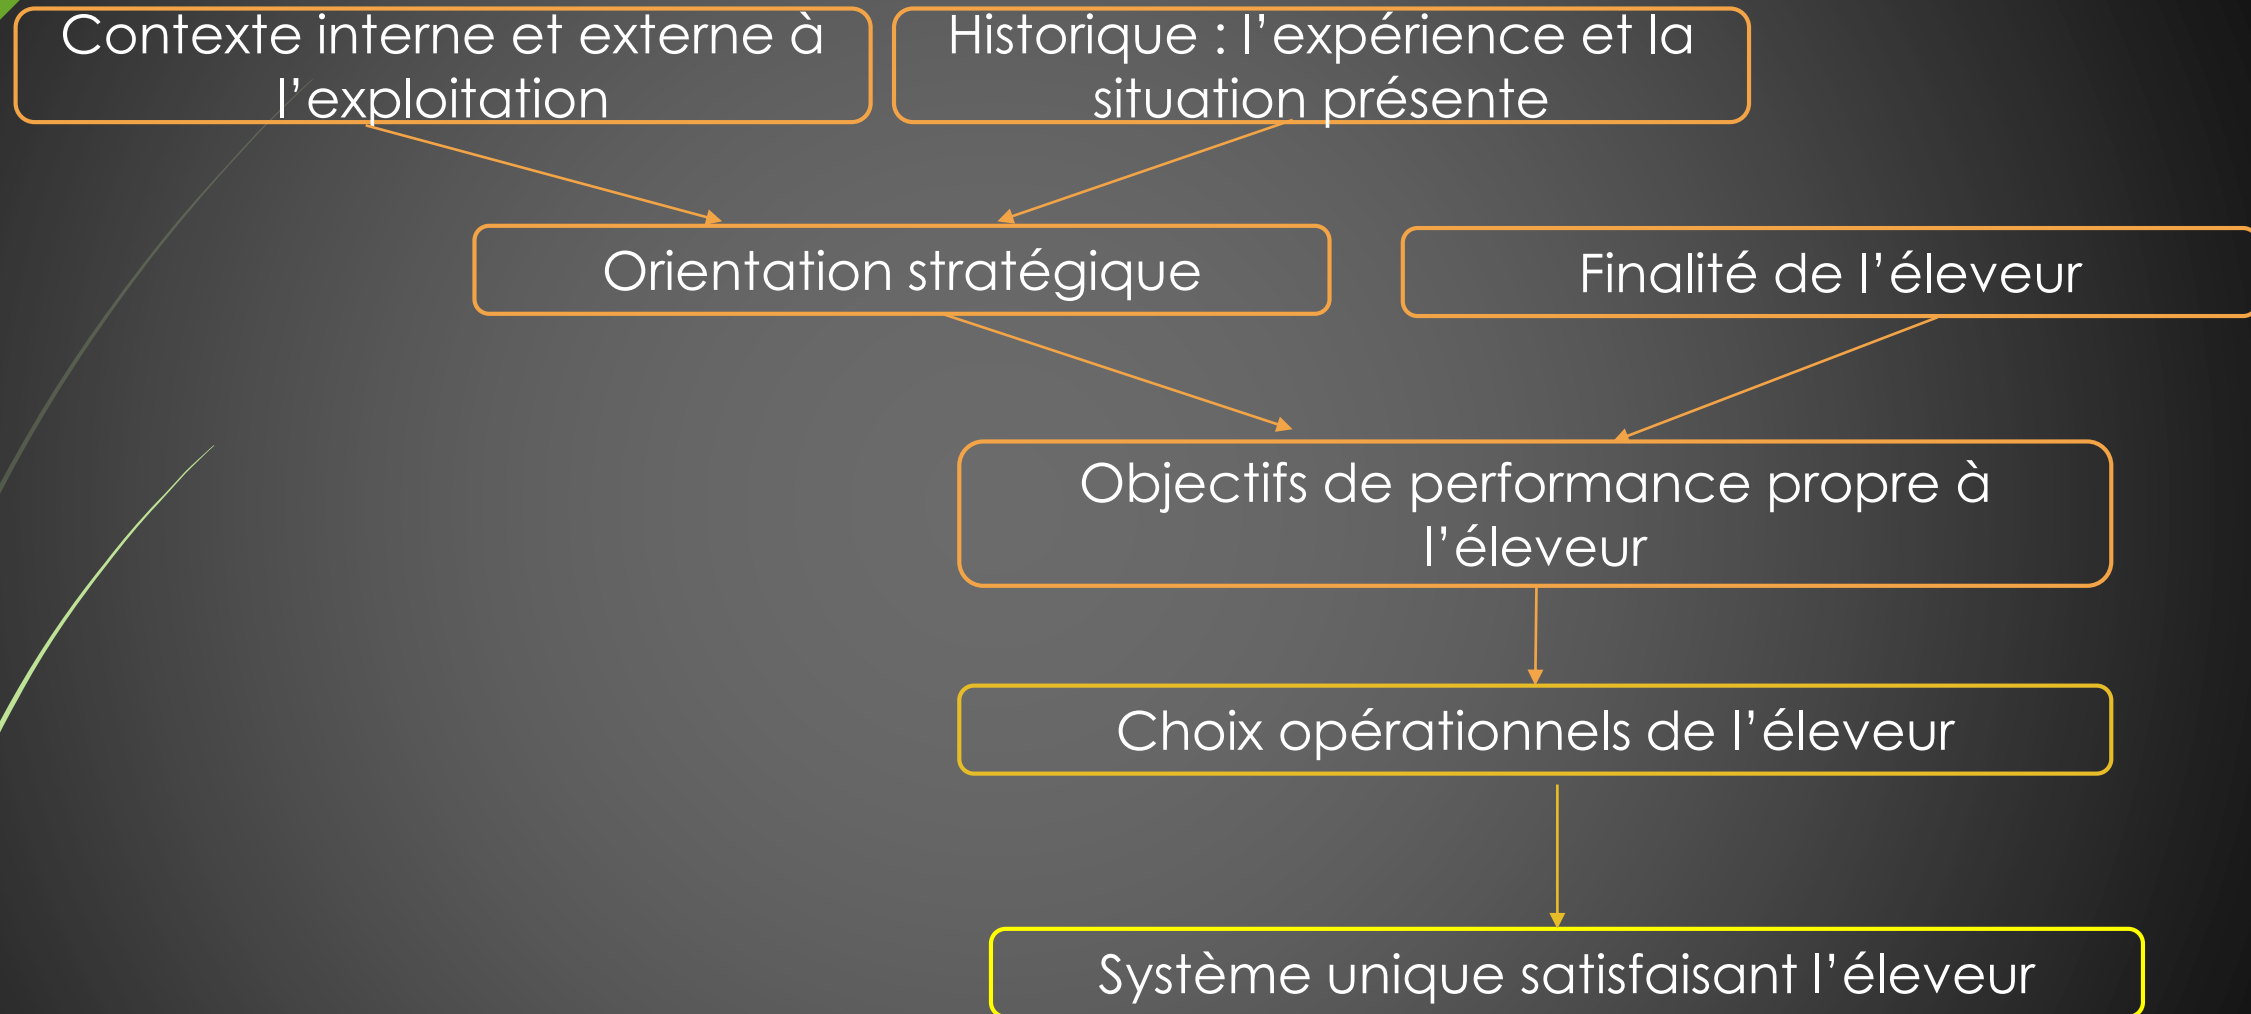 Contexte interne et externe à
l’exploitation
Historique : l’expérience et la
situation présente
Orientation stratégique
Finalité de l’éleveur
Objectifs de performance propre à
l’éleveur
Choix opérationnels de l’éleveur
Système unique satisfaisant l’éleveur